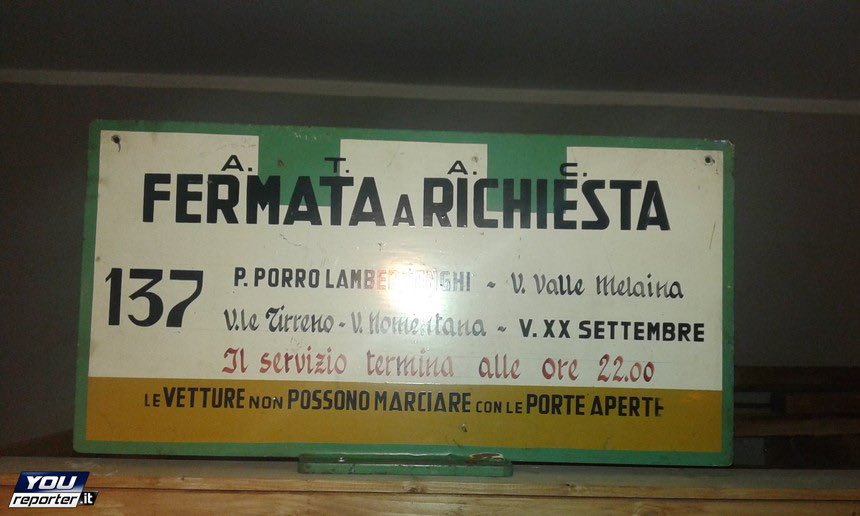 A. T. A. C.
FERMATA A RICHIESTA
137
P. PORRO LAMBERTENGHI - V. Valle Melaina
V.le Tirreno - V. Nomentana - V. XX SETTEMBRE
Il servizio termina alle ore 22.00
LE VETTURE NON POSSONO MARCIARE CON LE PORTE APERTE
YOU
reporter.it